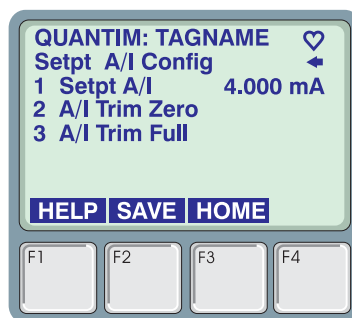 QUANTIM: TAGNAME
Setpt A/I Config
1 Setpt A/I 4.000 mA
2 A/I Trim Zero
3 A/I Trim Full
HELP SAVE HOME
F1 F2 F3 F4